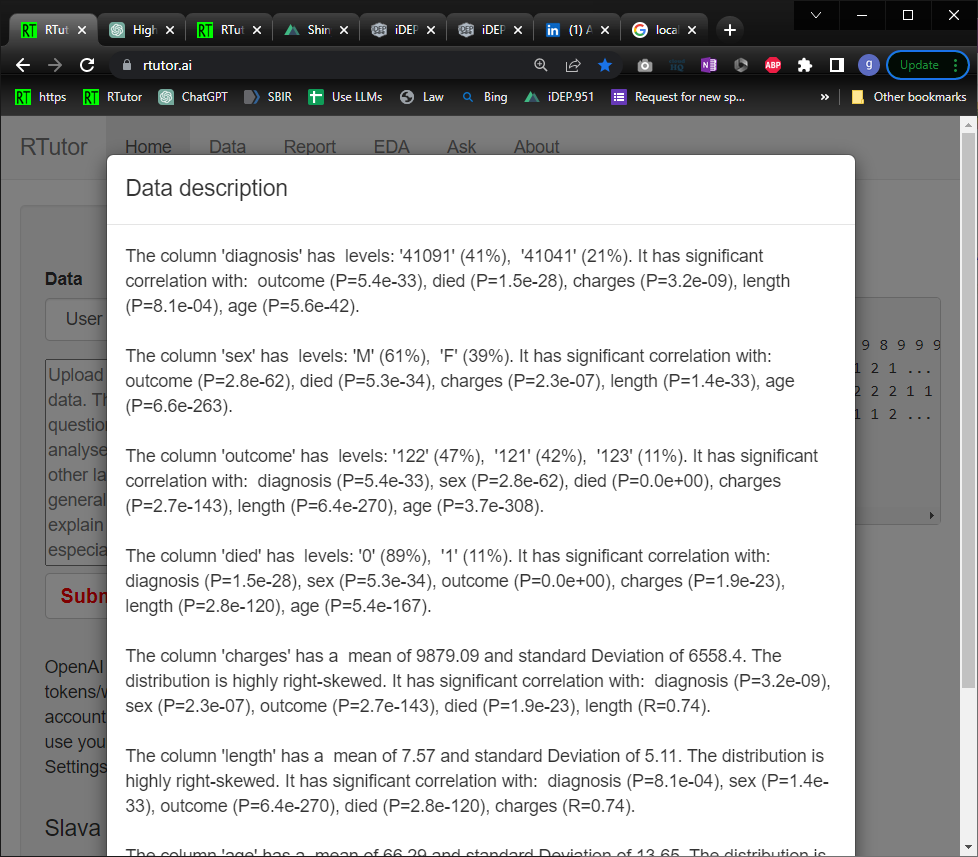 RTut
High
RTut
Shin
iDEP
iDEP
(1) A
local
rtutor.ai
ABP
g
Update
https
RTutor
ChatGPT
SBIR
Use LLMs
Law
Bing
iDEP.951
Request for new sp...
»
Other bookmarks
RTutor
Home
Data
Report
EDA
Ask
About
Data description
The column 'diagnosis' has  levels: '41091' (41%),  '41041' (21%). It has significant
correlation with:  outcome (P=5.4e-33), died (P=1.5e-28), charges (P=3.2e-09), length
(P=8.1e-04), age (P=5.6e-42).
The column 'sex' has  levels: 'M' (61%),  'F' (39%). It has significant correlation with:
outcome (P=2.8e-62), died (P=5.3e-34), charges (P=2.3e-07), length (P=1.4e-33), age
(P=6.6e-263).
The column 'outcome' has  levels: '122' (47%),  '121' (42%),  '123' (11%). It has significant
correlation with:  diagnosis (P=5.4e-33), sex (P=2.8e-62), died (P=0.0e+00), charges
(P=2.7e-143), length (P=6.4e-270), age (P=3.7e-308).
The column 'died' has  levels: '0' (89%),  '1' (11%). It has significant correlation with:
diagnosis (P=1.5e-28), sex (P=5.3e-34), outcome (P=0.0e+00), charges (P=1.9e-23),
length (P=2.8e-120), age (P=5.4e-167).
The column 'charges' has a  mean of 9879.09 and standard Deviation of 6558.4. The
distribution is highly right-skewed. It has significant correlation with:  diagnosis (P=3.2e-09),
sex (P=2.3e-07), outcome (P=2.7e-143), died (P=1.9e-23), length (R=0.74).
The column 'length' has a  mean of 7.57 and standard Deviation of 5.11. The distribution is
highly right-skewed. It has significant correlation with:  diagnosis (P=8.1e-04), sex (P=1.4e-
33), outcome (P=6.4e-270), died (P=2.8e-120), charges (R=0.74).
The column 'age' has a  mean of 66.29 and standard Deviation of 13.65. The distribution is
Data
User
Upload
data. Th
questio
analyse
other la
general
explain
especia
Subm
OpenAI
tokens/w
account
use you
Settings
Slava
9 8 9 9 9
1 2 1 ...
2 2 2 1 1
1 1 2 ...